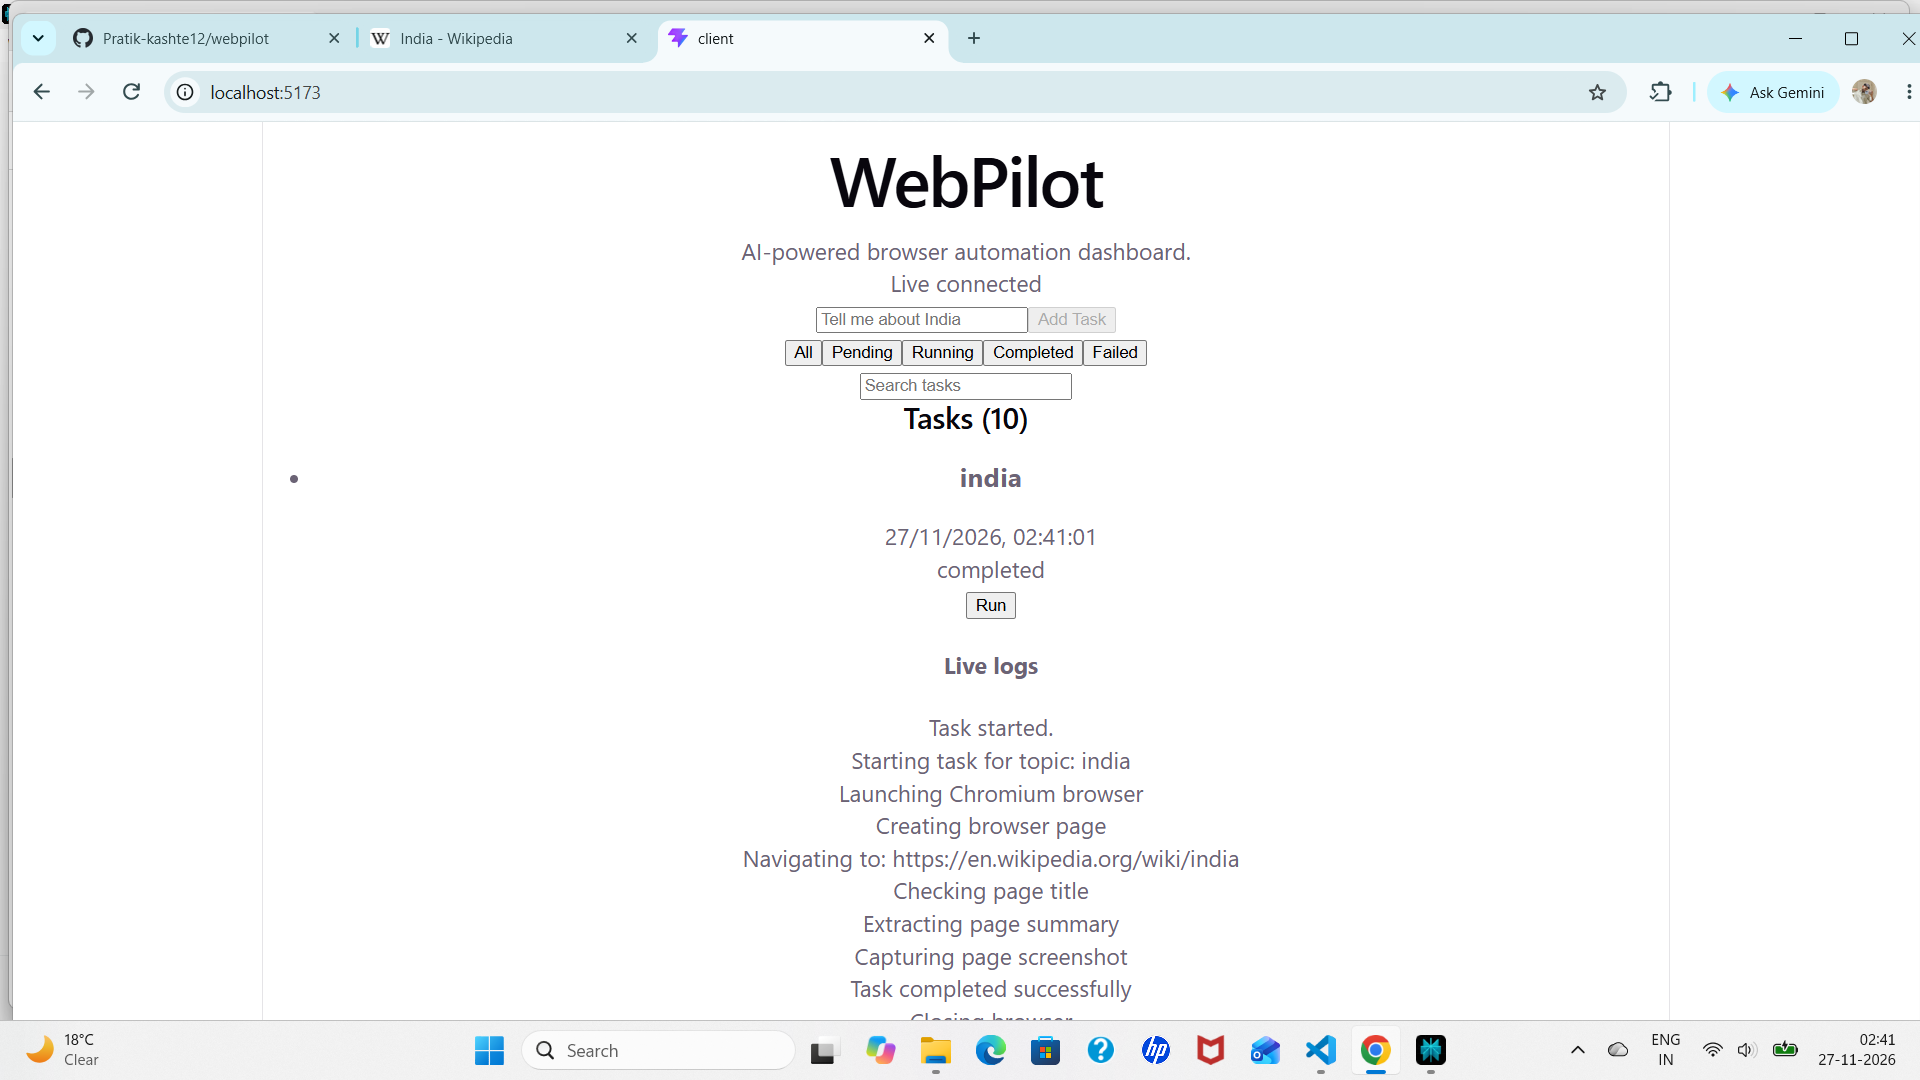 Pratik-kashte12/webpilot
India - Wikipedia
client
localhost:5173
Ask Gemini
WebPilot
AI-powered browser automation dashboard.
Live connected
Tell me about India Add Task
All Pending Running Completed Failed
Search tasks
Tasks (10)
india
27/11/2026, 02:41:01
completed
Run
Live logs
Task started.
Starting task for topic: india
Launching Chromium browser
Creating browser page
Navigating to: https://en.wikipedia.org/wiki/india
Checking page title
Extracting page summary
Capturing page screenshot
Task completed successfully
Closing browser
18°C
Clear
Search
hp
ENG
IN
02:41
27-11-2026